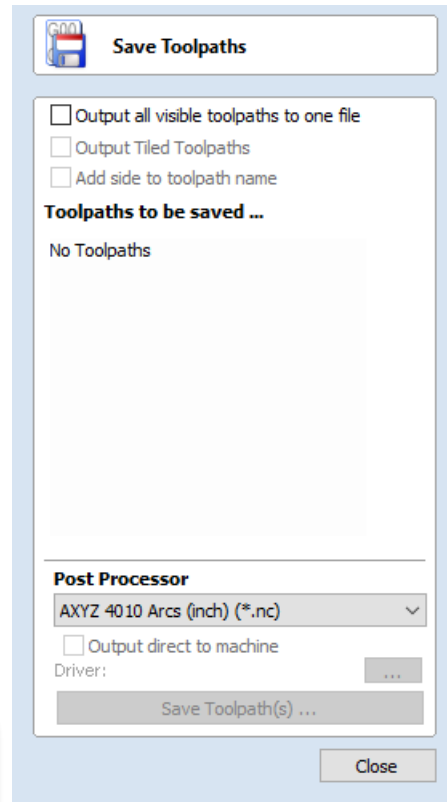 G00
Save Toolpaths
Output all visible toolpaths to one file
Output Tiled Toolpaths
Add side to toolpath name
Toolpaths to be saved ...
No Toolpaths
Post Processor
AXYZ 4010 Arcs (inch) (*.nc)
Output direct to machine
Driver:
...
Save Toolpath(s) ...
Close